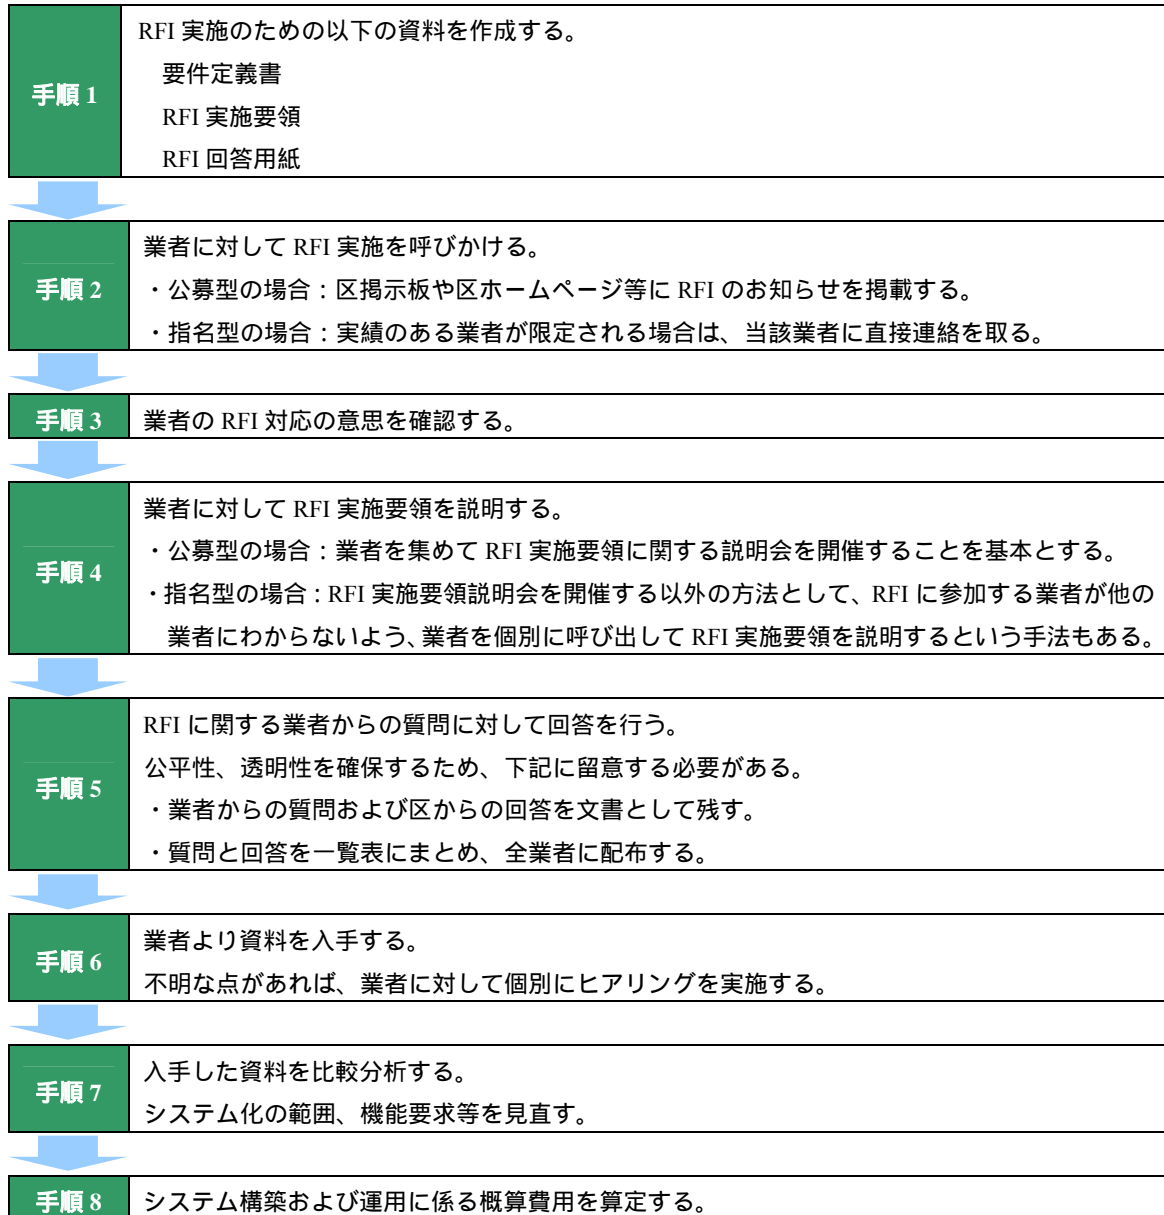 手順 1
RFI 実施のための以下の資料を作成する。
要件定義書
RFI 実施要領
RFI 回答用紙
手順 2
業者に対して RFI 実施を呼びかける。
・公募型の場合：区掲示板や区ホームページ等に RFI のお知らせを掲載する。
・指名型の場合：実績のある業者が限定される場合は、当該業者に直接連絡を取る。
手順 3
業者の RFI 対応の意思を確認する。
手順 4
業者に対して RFI 実施要領を説明する。
・公募型の場合：業者を集めて RFI 実施要領に関する説明会を開催することを基本とする。
・指名型の場合：RFI 実施要領説明会を開催する以外の方法として、RFI に参加する業者が他の
業者にわからないよう、業者を個別に呼び出して RFI 実施要領を説明するという手法もある。
手順 5
RFI に関する業者からの質問に対して回答を行う。
公平性、透明性を確保するため、下記に留意する必要がある。
・業者からの質問および区からの回答を文書として残す。
・質問と回答を一覧表にまとめ、全業者に配布する。
手順 6
業者より資料を入手する。
不明な点があれば、業者に対して個別にヒアリングを実施する。
手順 7
入手した資料を比較分析する。
システム化の範囲、機能要求等を見直す。
手順 8
システム構築および運用に係る概算費用を算定する。